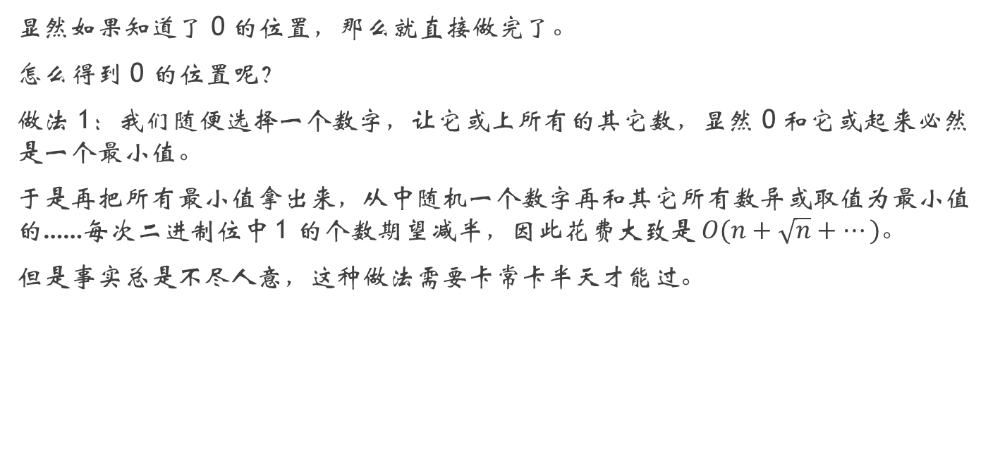 显然如果知道了 0 的位置，那么就直接做完了。
怎么得到 0 的位置呢？
做法 1：我们随便选择一个数字，让它或上所有的其它数，显然 0 和它或起来必然
是一个最小值。
于是再把所有最小值拿出来，从中随机一个数字再和其它所有数异或取值为最小值
的……每次二进制位中 1 的个数期望减半，因此花费大致是 𝑂(𝑛 + √𝑛 + ⋯)。
但是事实总是不尽人意，这种做法需要卡常卡半天才能过。